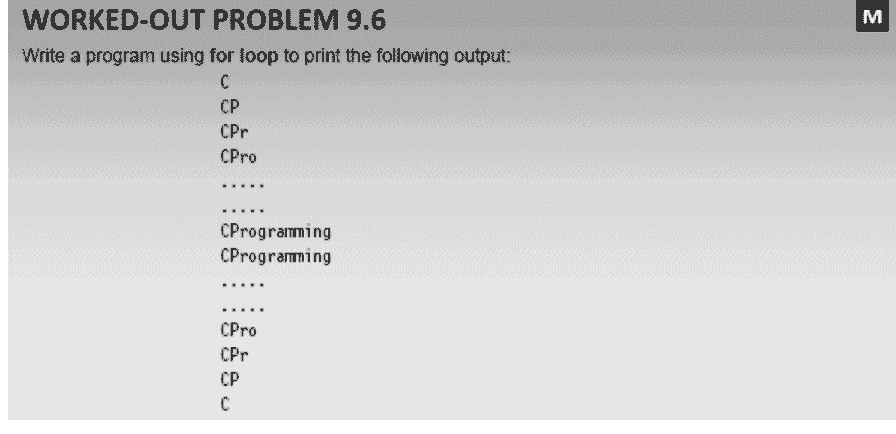 WORKED-OUT PROBLEM 9.6
M
Write a program using for loop to print the following output:
C
CP
CPr
CPro
.....
.....
CProgramming
CProgramming
.....
.....
CPro
CPr
CP
C